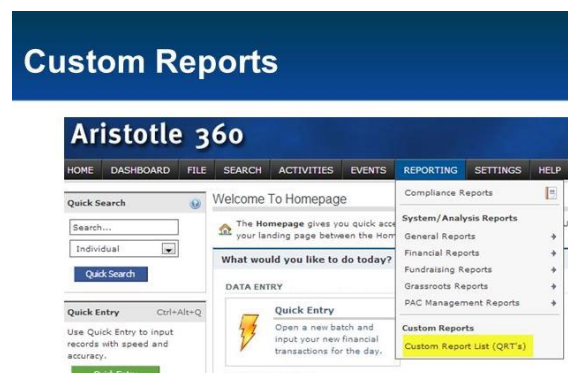 Custom Reports
Aristotle 360
HOME DASHBOARD FILE SEARCH ACTIVITIES EVENTS REPORTING SETTINGS HELP
Quick Search
Search...
Individual
Quick Search
Quick Entry Ctrl+Alt+Q
Use Quick Entry to input
records with speed and
accuracy.
Quick Entry
Welcome To Homepage
The Homepage gives you quick acce
your landing page between the Hom
What would you like to do today?
DATA ENTRY
Quick Entry
Open a new batch and
input your new financial
transactions for the day.
Compliance Reports
System/Analysis Reports
General Reports
Financial Reports
Fundraising Reports
Grassroots Reports
PAC Management Reports
Custom Reports
Custom Report List (QRT's)